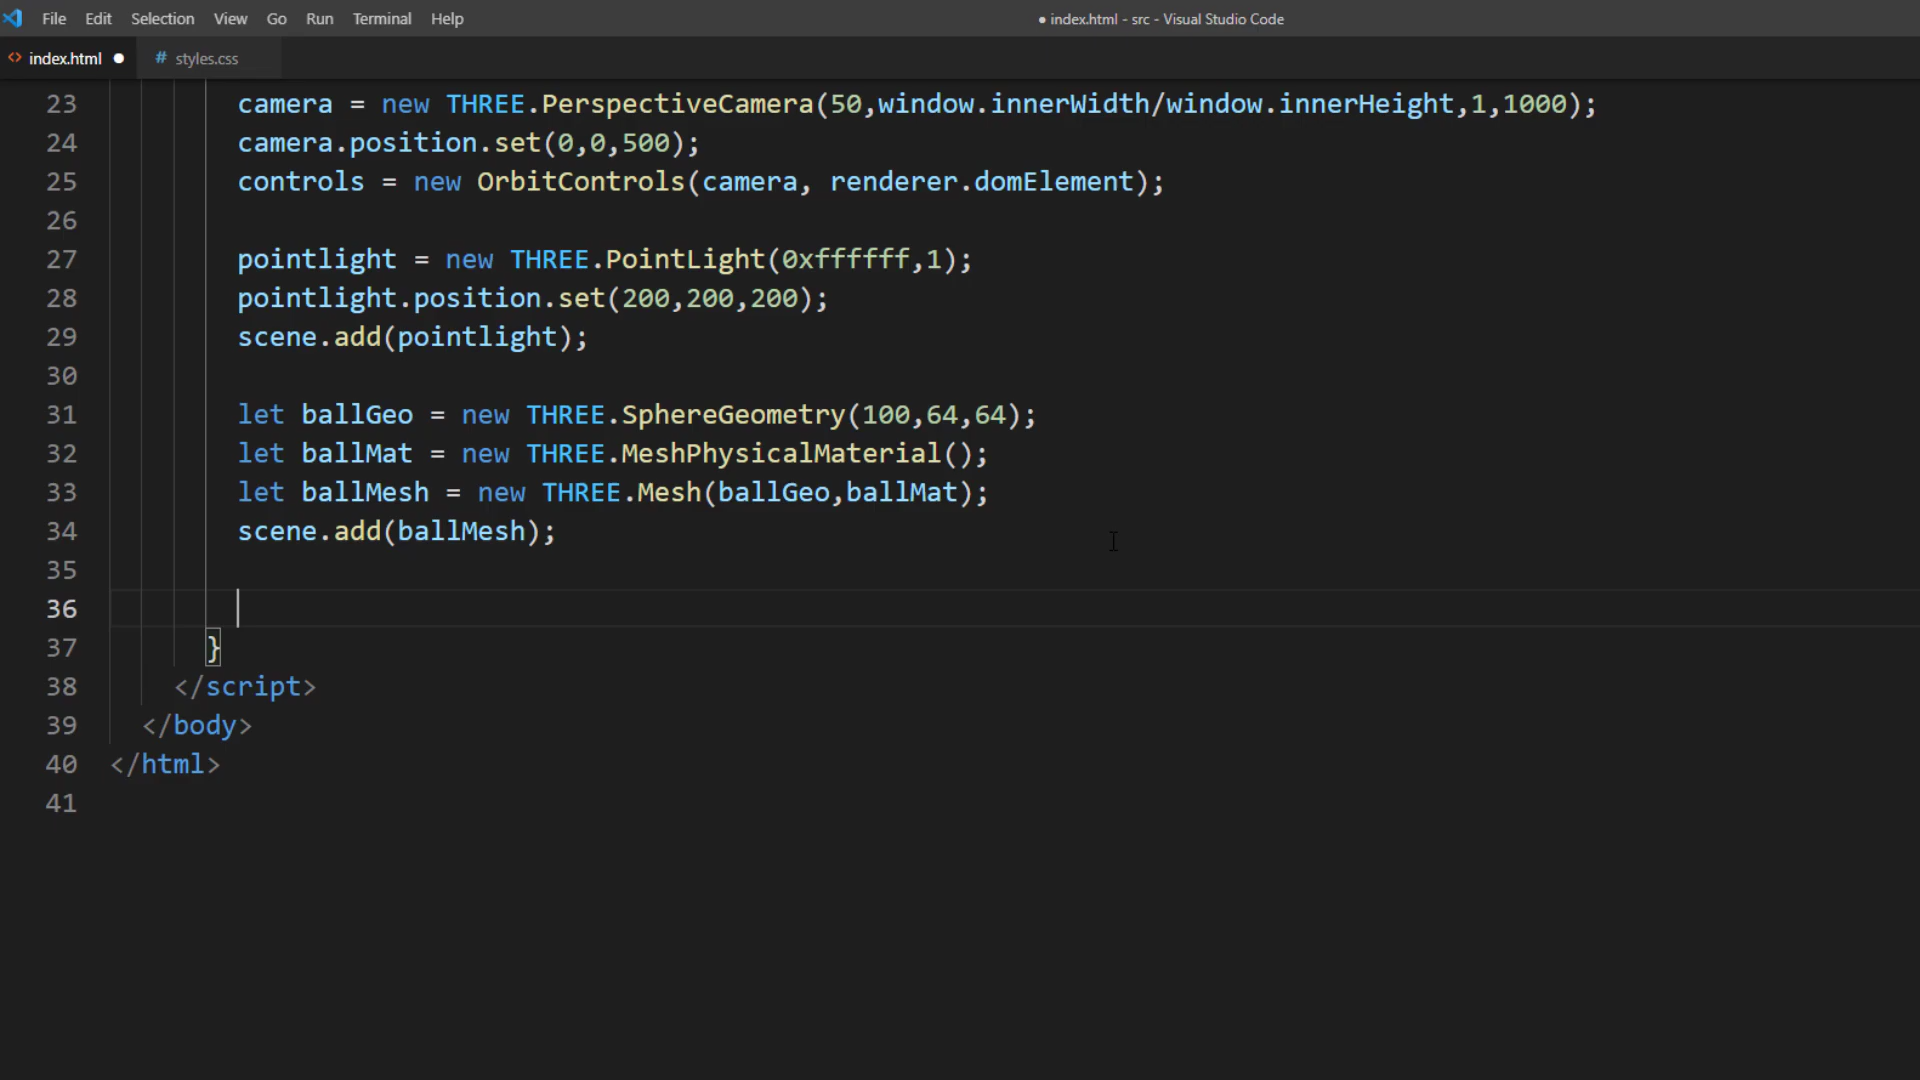 File Edit Selection View Go Run Terminal Help
● index.html - src - Visual Studio Code
<> index.html ●
# styles.css
23 camera = new THREE.PerspectiveCamera(50,window.innerWidth/window.innerHeight,1,1000);
24 camera.position.set(0,0,500);
25 controls = new OrbitControls(camera, renderer.domElement);
26
27 pointlight = new THREE.PointLight(0xffffff,1);
28 pointlight.position.set(200,200,200);
29 scene.add(pointlight);
30
31 let ballGeo = new THREE.SphereGeometry(100,64,64);
32 let ballMat = new THREE.MeshPhysicalMaterial();
33 let ballMesh = new THREE.Mesh(ballGeo,ballMat);
34 scene.add(ballMesh);
35
36
37 }
38 </script>
39 </body>
40 </html>
41